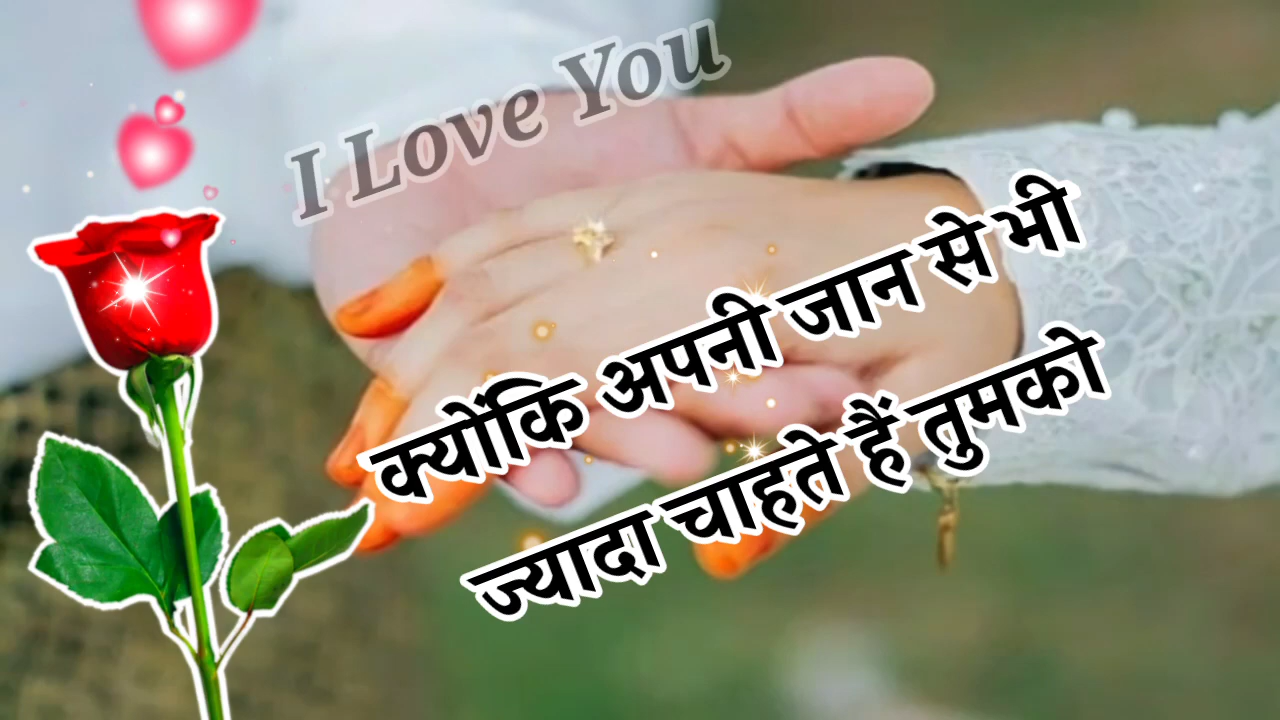 I Love You
क्योंकि अपनी जान से भी
ज्यादा चाहते हैं तुमको